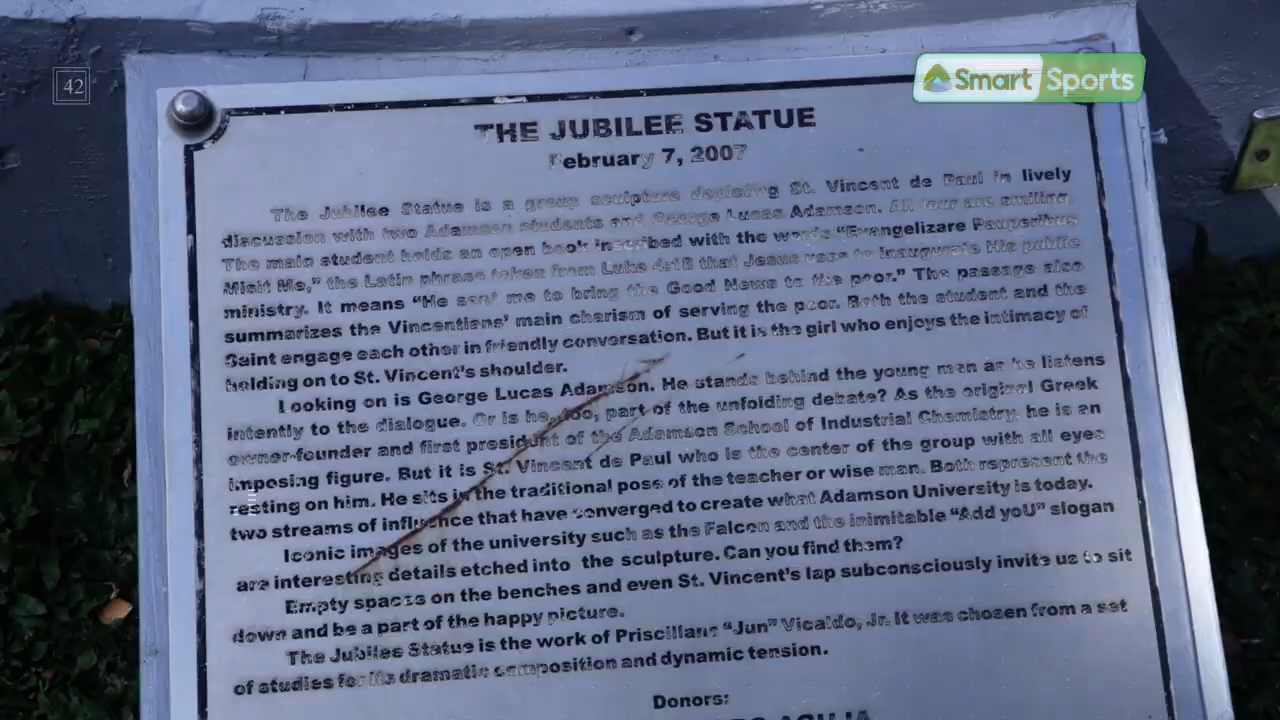 42
Smart Sports
THE JUBILEE STATUE
February 7, 2007
The Jubilee Statue is a group sculpture depicting St. Vincent de Paul in lively
discussion with two Adamson students and George Lucas Adamson. All four are smiling.
The main student holds an open book inscribed with the words “Evangelizare Pauperibus
Misit Me,” the Latin phrase taken from Luke 4:18 that Jesus uses to inaugurate His public
ministry. It means “He sent me to bring the Good News to the poor.” The passage also
summarizes the Vincentians’ main charism of serving the poor. Both the student and the
Saint engage each other in friendly conversation. But it is the girl who enjoys the intimacy of
holding on to St. Vincent’s shoulder.
Looking on is George Lucas Adamson. He stands behind the young man as he listens
intently to the dialogue. Or is he, too, part of the unfolding debate? As the original Greek
owner-founder and first president of the Adamson School of Industrial Chemistry, he is an
imposing figure. But it is St. Vincent de Paul who is the center of the group with all eyes
resting on him. He sits in the traditional pose of the teacher or wise man. Both represent the
two streams of influence that have converged to create what Adamson University is today.
Iconic images of the university such as the Falcon and the inimitable “Add yoU” slogan
are interesting details etched into the sculpture. Can you find them?
Empty spaces on the benches and even St. Vincent’s lap subconsciously invite us to sit
down and be a part of the happy picture.
The Jubilee Statue is the work of Priscillano “Jun” Vicaldo, Jr. It was chosen from a set
of studies for its dramatic composition and dynamic tension.
Donors: